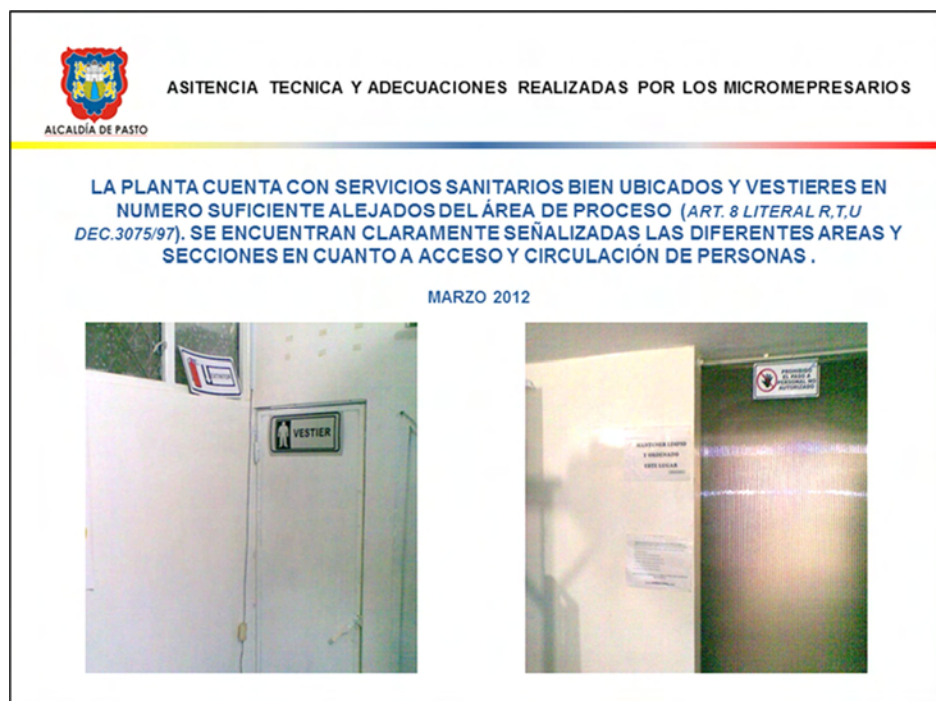 ALCALDÍA DE PASTO
ASITENCIA TECNICA Y ADECUACIONES REALIZADAS POR LOS MICROMEPRESARIOS
LA PLANTA CUENTA CON SERVICIOS SANITARIOS BIEN UBICADOS Y VESTIERES EN
NUMERO SUFICIENTE ALEJADOS DEL ÁREA DE PROCESO (ART. 8 LITERAL R,T,U
DEC.3075/97). SE ENCUENTRAN CLARAMENTE SEÑALIZADAS LAS DIFERENTES AREAS Y
SECCIONES EN CUANTO A ACCESO Y CIRCULACIÓN DE PERSONAS .
MARZO 2012
EXTINTOR
VESTIER
PROHIBIDO
EL PASO A
PERSONAL NO
AUTORIZADO
MANTENER LIMPIO
Y ORDENADO
ESTE LUGAR